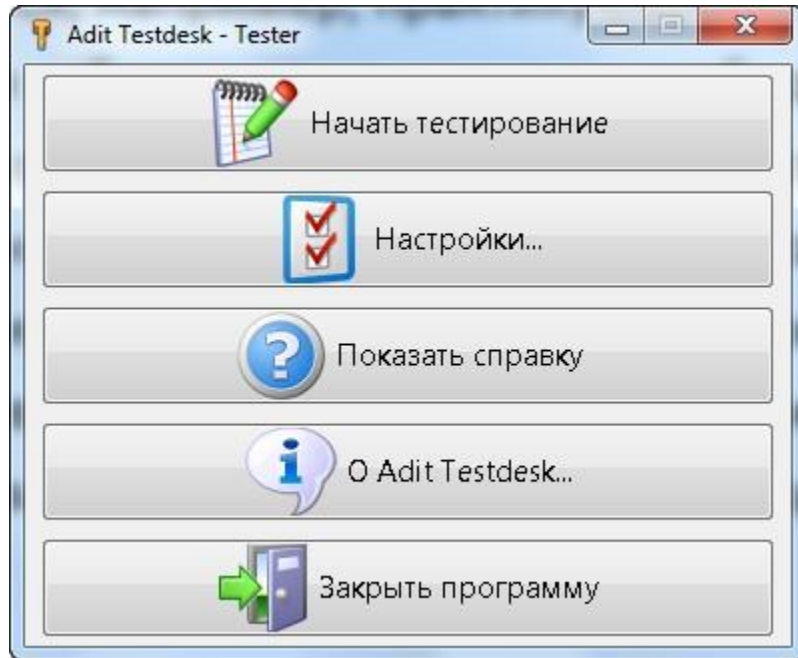 Adit Testdesk - Tester
Начать тестирование
Настройки...
Показать справку
О Adit Testdesk...
Закрыть программу